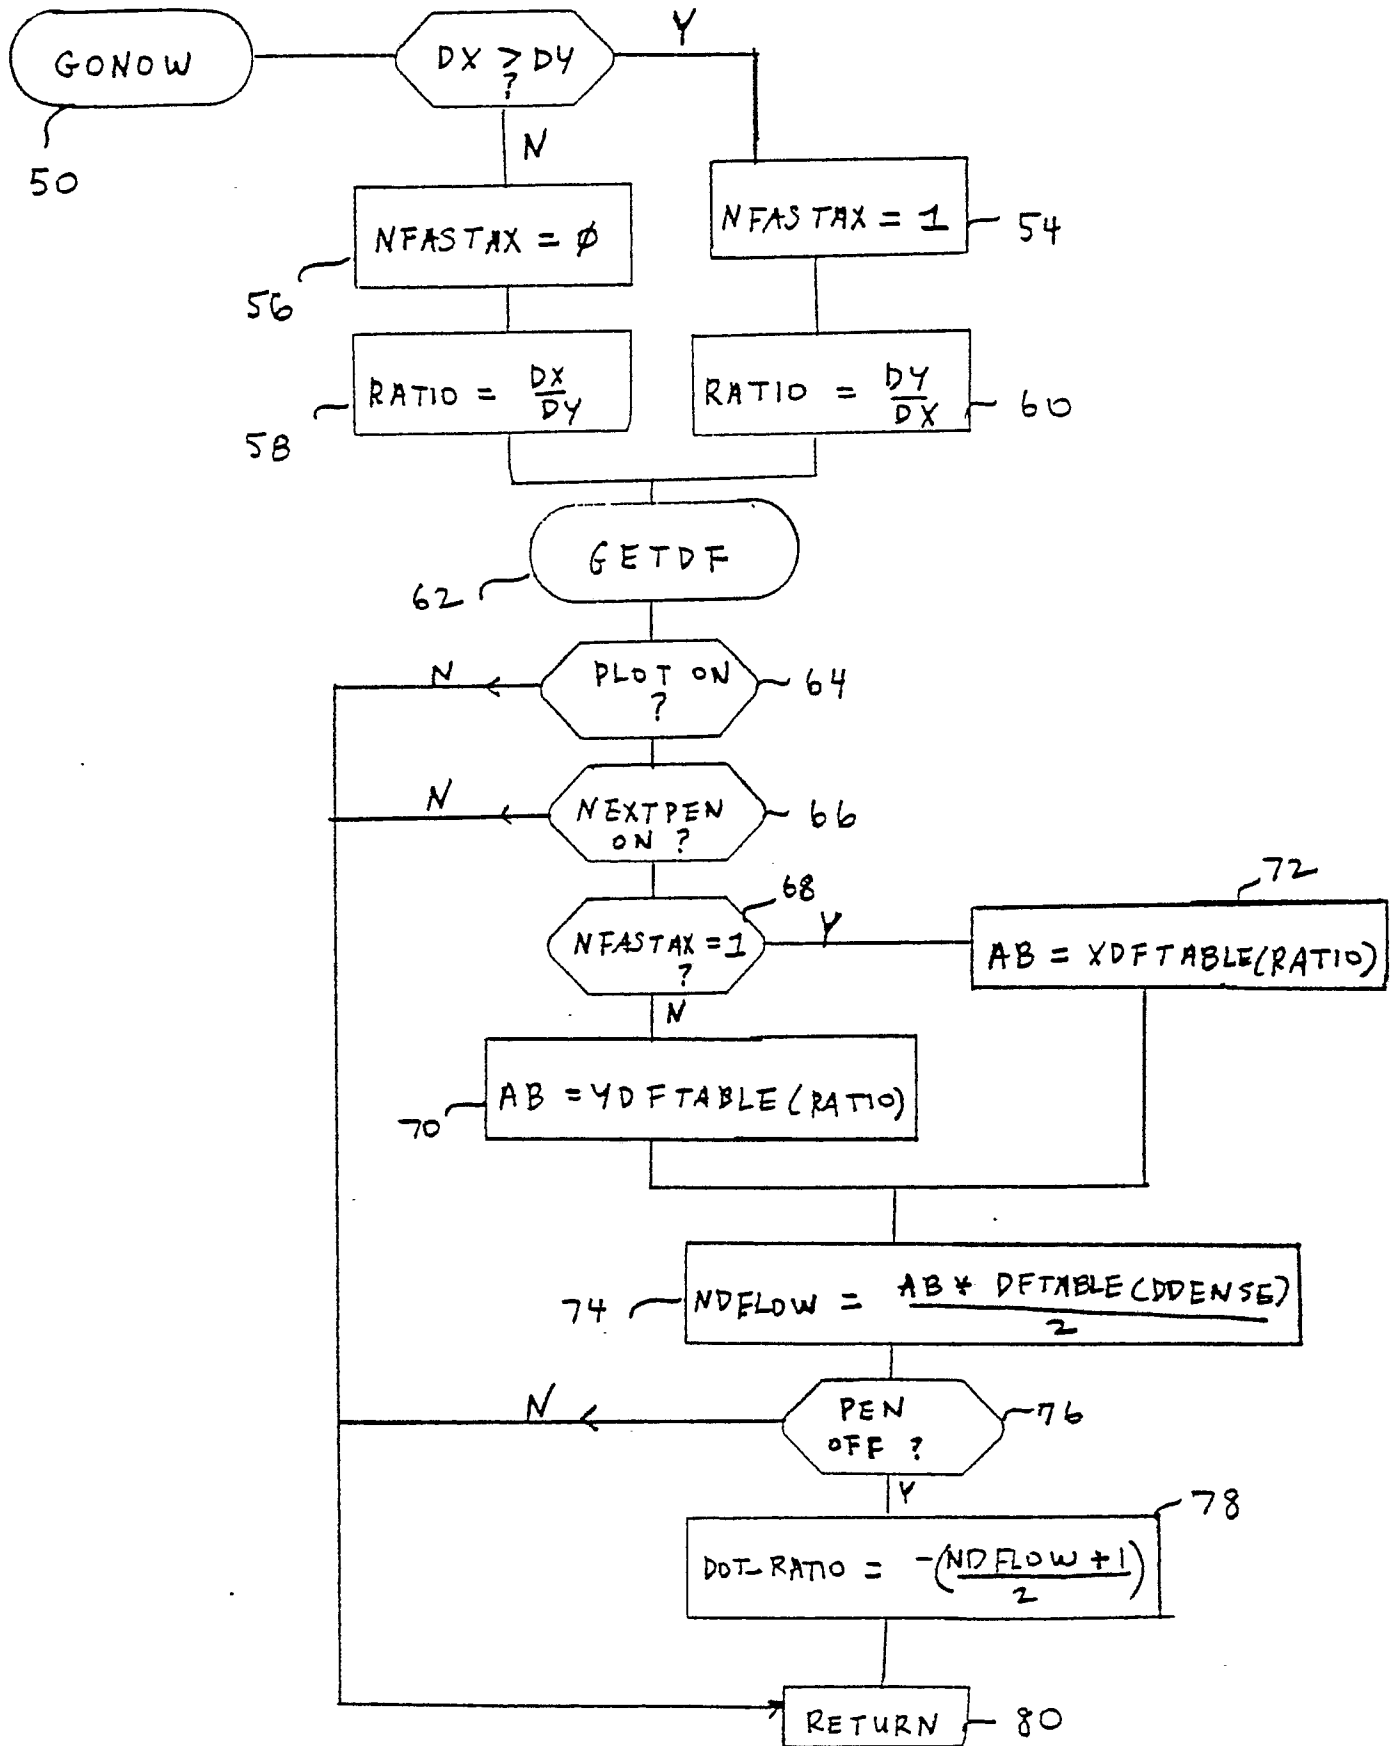 GONOW
50
DX > DY
?
Y
N
NFASTAX = 1
54
NFASTAX = ∅
56
RATIO = DX
DY
58
RATIO = DY
DX
60
GETDF
62
PLOT ON
?
N
64
NEXTPEN
ON ?
N
66
NFASTAX = 1
?
68
Y
N
72
AB = XDFTABLE(RATIO)
AB = YDFTABLE(RATIO)
70
NDFLOW = AB * DFTABLE(DDENSE)
2
74
PEN
OFF ?
N
76
Y
78
DOT_RATIO = -(NDFLOW + 1)
2
RETURN
80